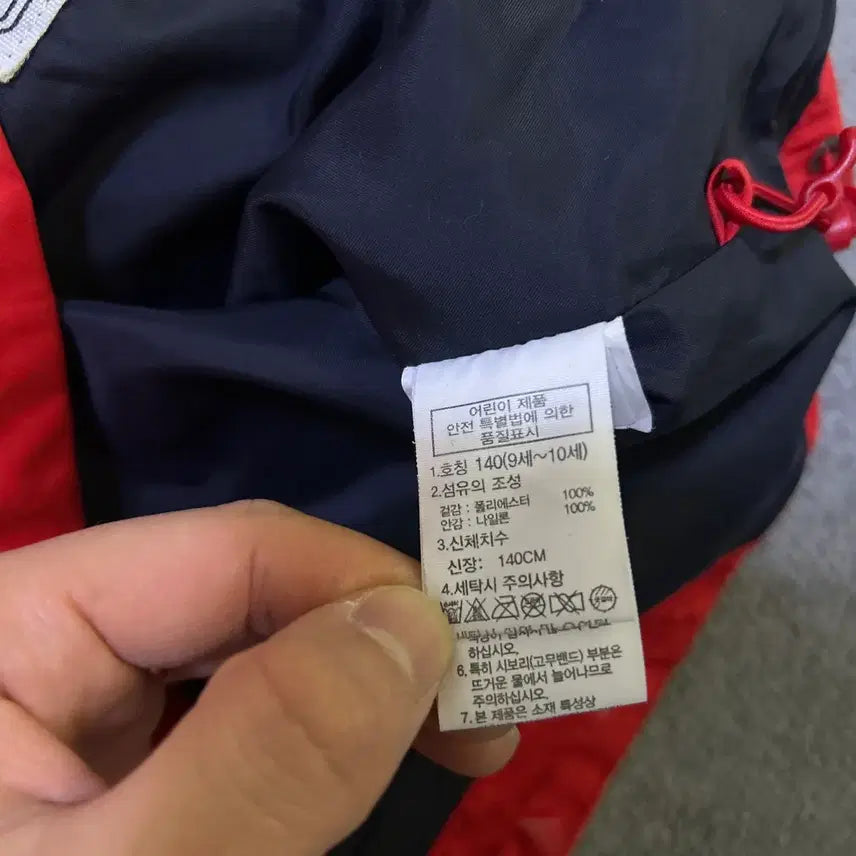 어린이 제품
안전 특별법에 의한
품질표시
1.호칭 140(9세~10세)
2.섬유의 조성
겉감 : 폴리에스터 100%
안감 : 나일론 100%
3.신체치수
신장: 140CM
4.세탁시 주의사항
하십시오.
6.특히 시보리(고무밴드) 부분은
뜨거운 물에서 늘어나므로
주의하십시오.
7.본 제품은 소재 특성상